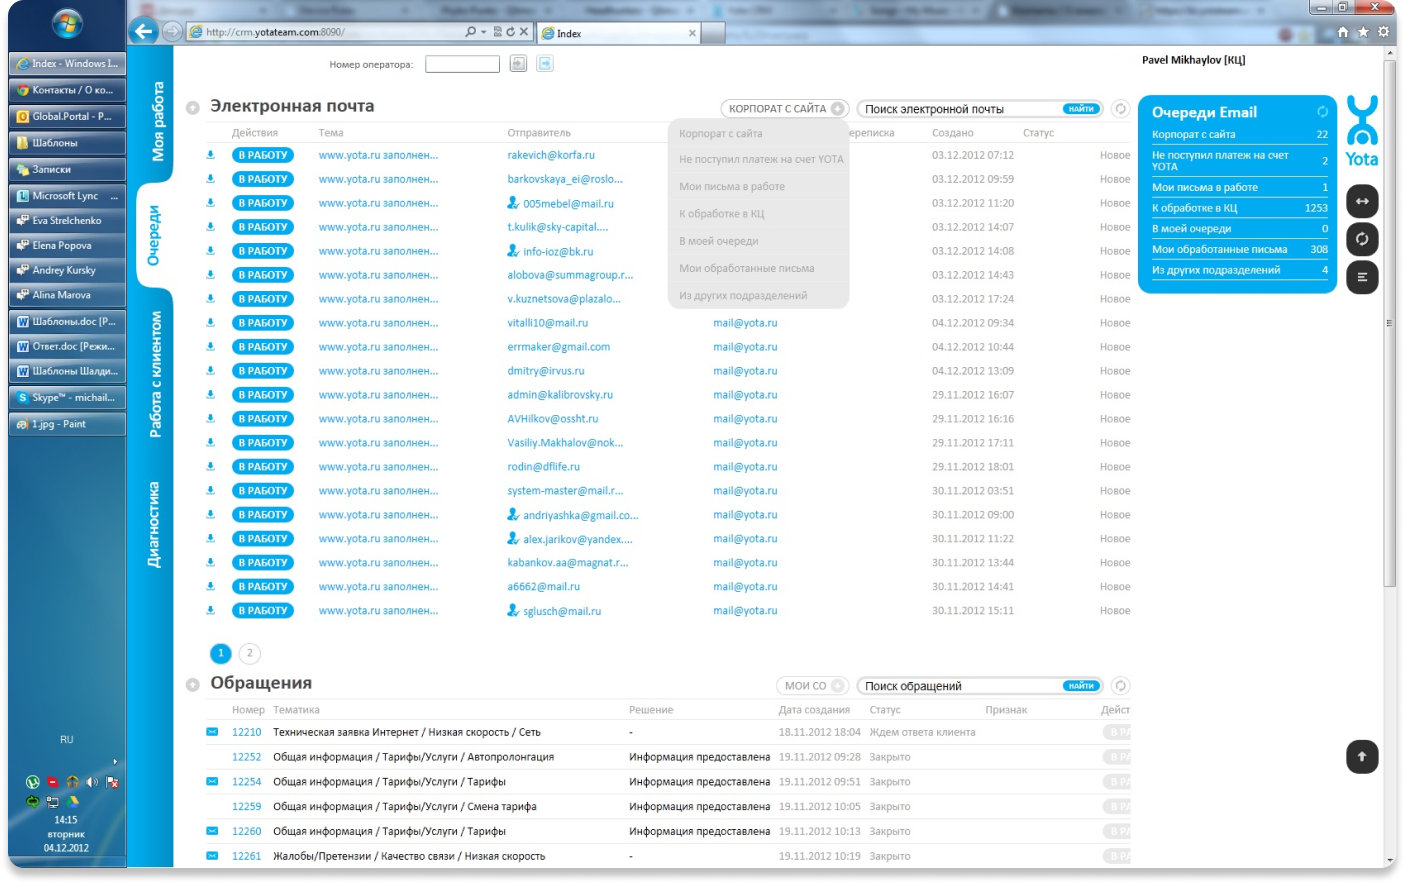 http://crm.yotateam.com:8090/
Index
Index - Windows I...
Контакты / О ко...
Global.Portal - P...
Шаблоны
Записки
Microsoft Lync ...
Eva Strelchenko
Elena Popova
Andrey Kursky
Alina Marova
Шаблоны.doc [Р...
Ответ.doc [Режи...
Шаблоны Шалди...
Skype™ - michail...
1.jpg - Paint
RU
14:15
вторник
04.12.2012
Моя работа
Очереди
Работа с клиентом
Диагностика
Номер оператора:
Pavel Mikhaylov [КЦ]
Электронная почта
КОРПОРАТ С САЙТА
Поиск электронной почты НАЙТИ
Действия Тема Отправитель ереписка Создано Статус
В РАБОТУ www.yota.ru заполнен... rakevich@korfa.ru 03.12.2012 07:12 Новое
В РАБОТУ www.yota.ru заполнен... barkovskaya_ei@roslo... 03.12.2012 09:59 Новое
В РАБОТУ www.yota.ru заполнен... 005mebel@mail.ru 03.12.2012 11:20 Новое
В РАБОТУ www.yota.ru заполнен... t.kulik@sky-capital.... 03.12.2012 14:07 Новое
В РАБОТУ www.yota.ru заполнен... info-ioz@bk.ru 03.12.2012 14:08 Новое
В РАБОТУ www.yota.ru заполнен... alobova@summagroup.r... 03.12.2012 14:43 Новое
В РАБОТУ www.yota.ru заполнен... v.kuznetsova@plazalo... 03.12.2012 17:24 Новое
В РАБОТУ www.yota.ru заполнен... vitalli10@mail.ru mail@yota.ru 04.12.2012 09:34 Новое
В РАБОТУ www.yota.ru заполнен... errmaker@gmail.com mail@yota.ru 04.12.2012 10:44 Новое
В РАБОТУ www.yota.ru заполнен... dmitry@irvus.ru mail@yota.ru 04.12.2012 13:09 Новое
В РАБОТУ www.yota.ru заполнен... admin@kalibrovsky.ru mail@yota.ru 29.11.2012 16:07 Новое
В РАБОТУ www.yota.ru заполнен... AVHilkov@ossht.ru mail@yota.ru 29.11.2012 16:16 Новое
В РАБОТУ www.yota.ru заполнен... Vasiliy.Makhalov@nok... mail@yota.ru 29.11.2012 17:11 Новое
В РАБОТУ www.yota.ru заполнен... rodin@dflife.ru mail@yota.ru 29.11.2012 18:01 Новое
В РАБОТУ www.yota.ru заполнен... system-master@mail.r... mail@yota.ru 30.11.2012 03:51 Новое
В РАБОТУ www.yota.ru заполнен... andriyashka@gmail.co... mail@yota.ru 30.11.2012 09:00 Новое
В РАБОТУ www.yota.ru заполнен... alex.jarikov@yandex.... mail@yota.ru 30.11.2012 11:22 Новое
В РАБОТУ www.yota.ru заполнен... kabankov.aa@magnat.r... mail@yota.ru 30.11.2012 13:44 Новое
В РАБОТУ www.yota.ru заполнен... a6662@mail.ru mail@yota.ru 30.11.2012 14:41 Новое
В РАБОТУ www.yota.ru заполнен... sglusch@mail.ru mail@yota.ru 30.11.2012 15:11 Новое
Корпорат с сайта
Не поступил платеж на счет YOTA
Мои письма в работе
К обработке в КЦ
В моей очереди
Мои обработанные письма
Из других подразделений
1 2
Обращения
МОИ СО
Поиск обращений НАЙТИ
Номер Тематика Решение Дата создания Статус Признак Дейст
12210 Техническая заявка Интернет / Низкая скорость / Сеть - 18.11.2012 18:04 Ждем ответа клиента В РА
12252 Общая информация / Тарифы/Услуги / Автопролонгация Информация предоставлена 19.11.2012 09:28 Закрыто В РА
12254 Общая информация / Тарифы/Услуги / Тарифы Информация предоставлена 19.11.2012 09:51 Закрыто В РА
12259 Общая информация / Тарифы/Услуги / Смена тарифа Информация предоставлена 19.11.2012 10:05 Закрыто В РА
12260 Общая информация / Тарифы/Услуги / Тарифы Информация предоставлена 19.11.2012 10:13 Закрыто В РА
12261 Жалобы/Претензии / Качество связи / Низкая скорость - 19.11.2012 10:19 Закрыто В РА
Очереди Email
Корпорат с сайта 22
Не поступил платеж на счет
YOTA 2
Мои письма в работе 1
К обработке в КЦ 1253
В моей очереди 0
Мои обработанные письма 308
Из других подразделений 4
Yota